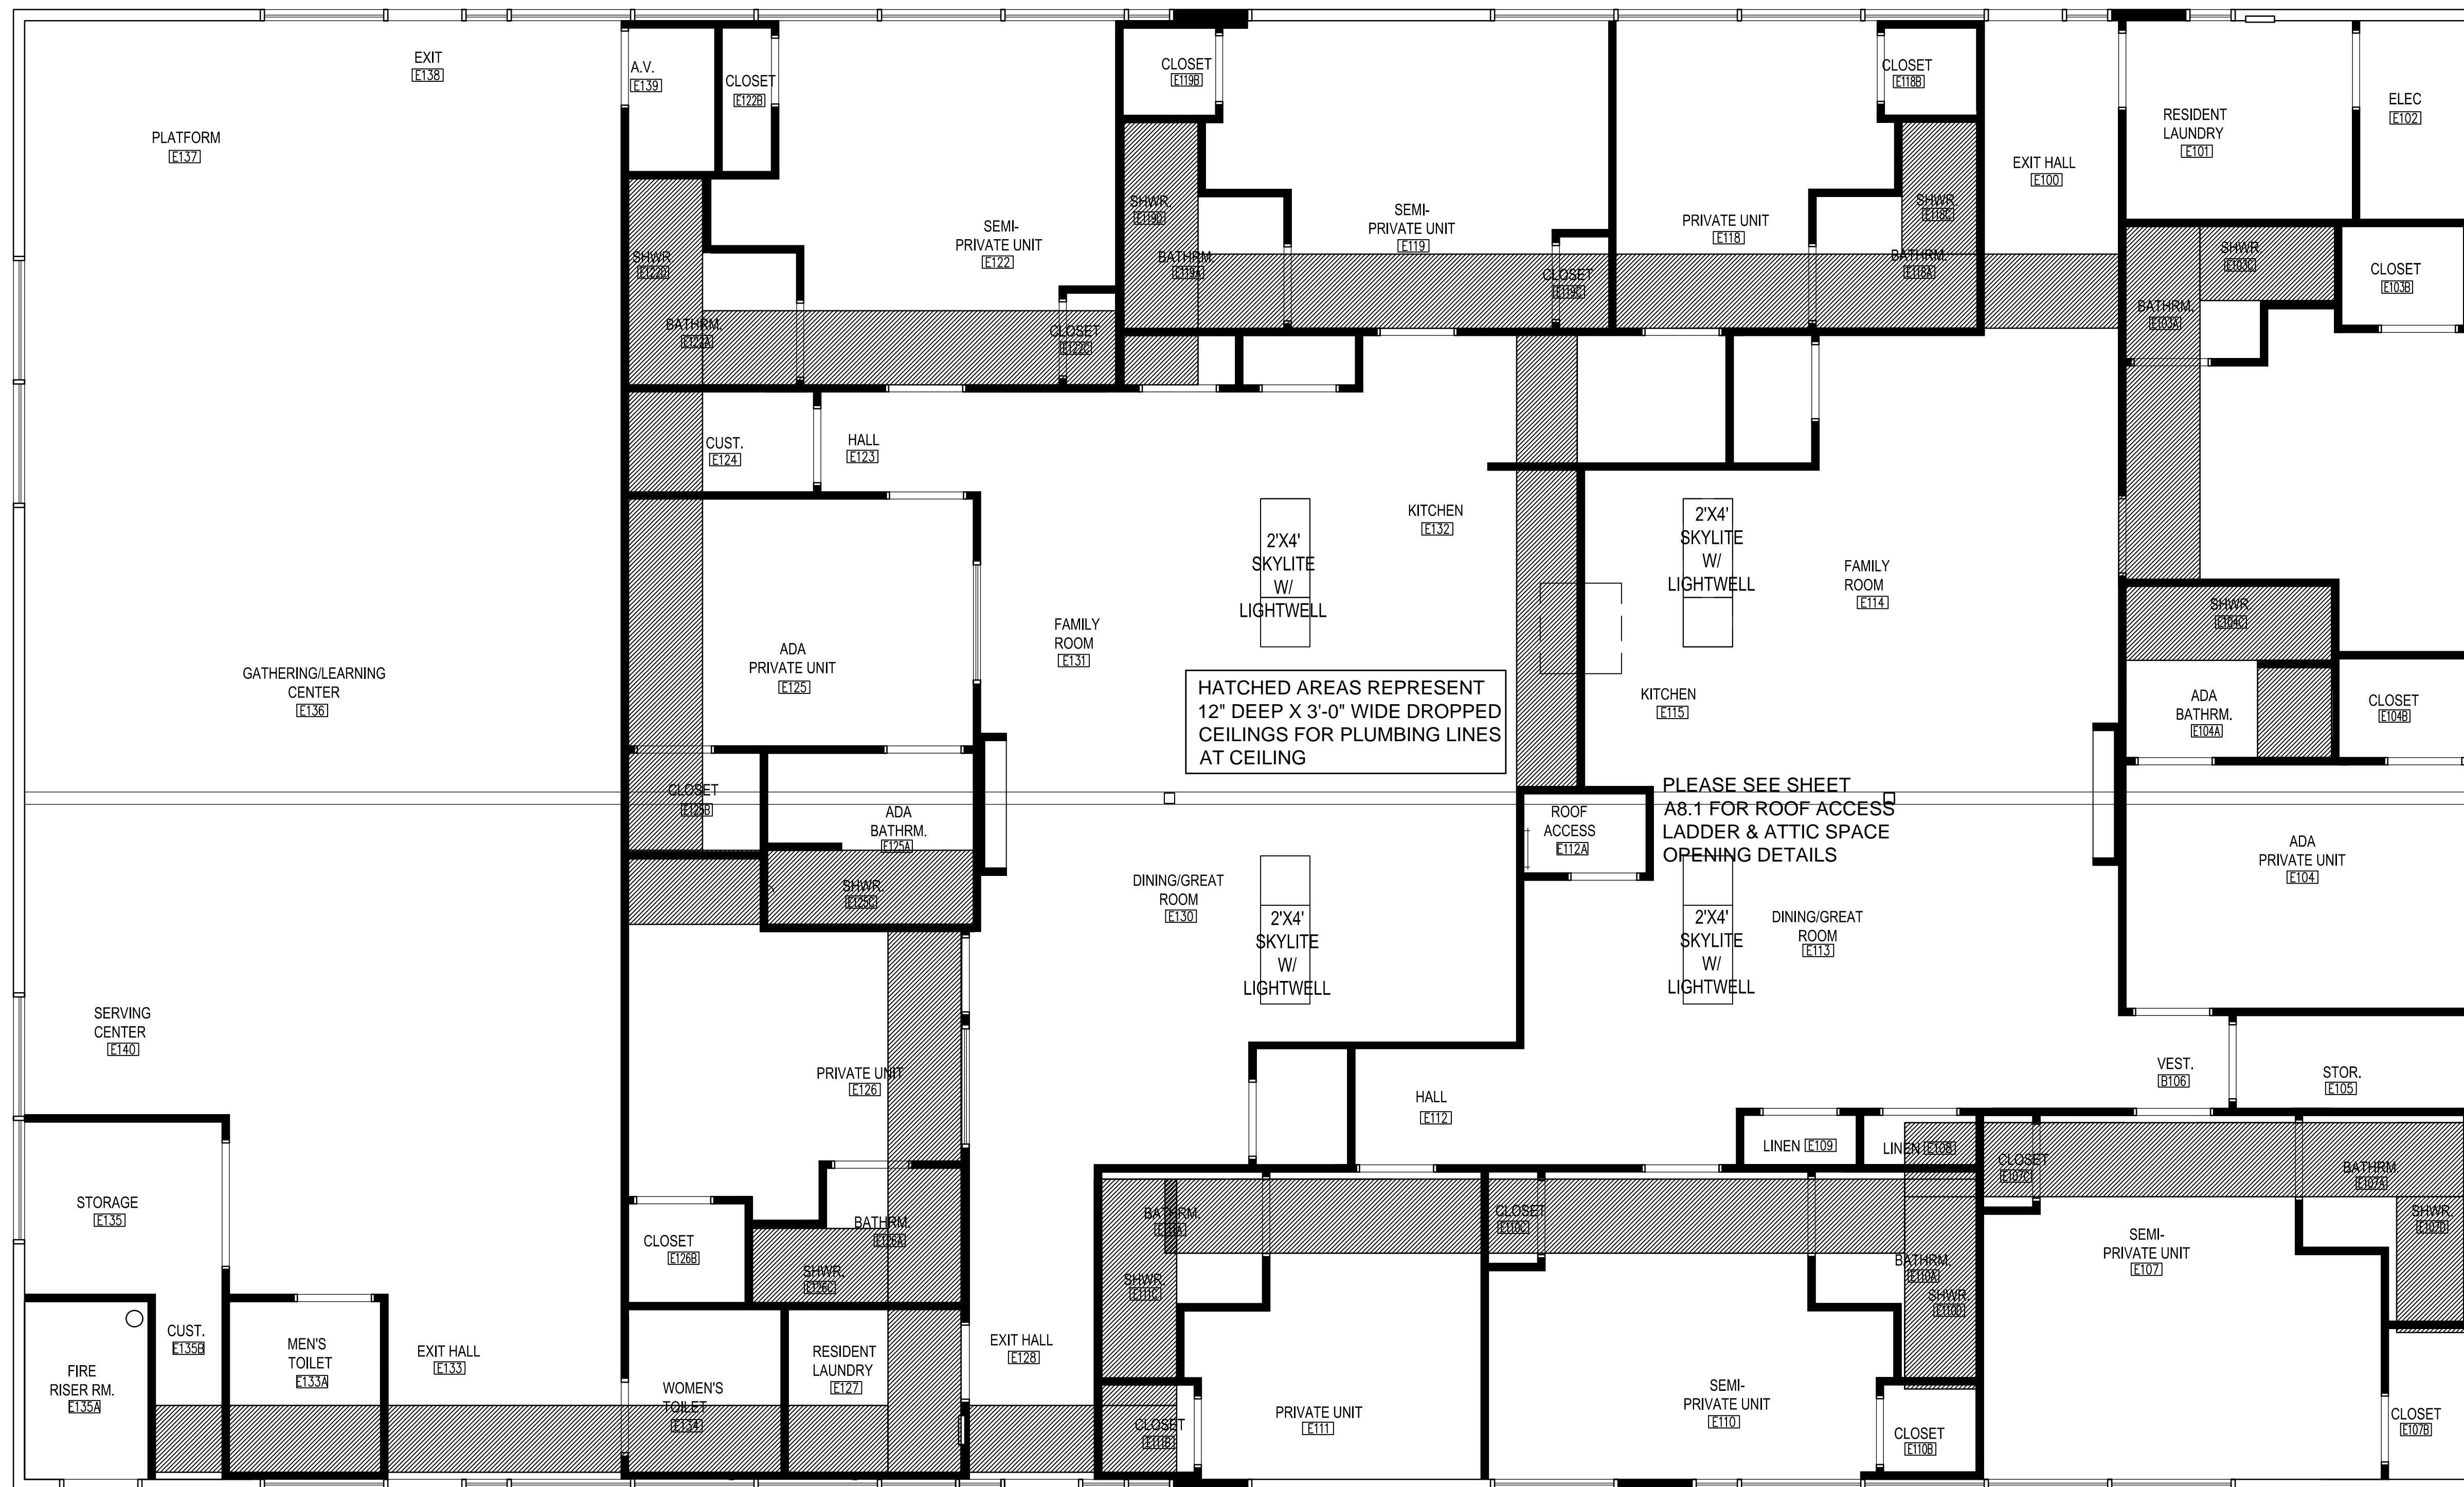 EXIT
E138
A.V.
E139
CLOSET
E122B
PLATFORM
E137
CLOSET
E119B
CLOSET
E118B
ELEC
E102
RESIDENT
LAUNDRY
E101
EXIT HALL
E100
SHWR.
E119D
SEMI-
PRIVATE UNIT
E119
PRIVATE UNIT
E118
SHWR.
E118C
SEMI-
PRIVATE UNIT
E122
SHWR.
E122D
BATHRM.
E119A
CLOSET
E119C
BATHRM.
E118A
SHWR.
E103C
CLOSET
E103B
BATHRM.
E103A
BATHRM.
E122A
CLOSET
E122C
CUST.
E124
HALL
E123
KITCHEN
E132
2'X4'
SKYLITE
W/
LIGHTWELL
2'X4'
SKYLITE
W/
LIGHTWELL
FAMILY
ROOM
E114
FAMILY
ROOM
E131
SHWR.
E104C
ADA
PRIVATE UNIT
E125
GATHERING/LEARNING
CENTER
E136
HATCHED AREAS REPRESENT
12" DEEP X 3'-0" WIDE DROPPED
CEILINGS FOR PLUMBING LINES
AT CEILING
KITCHEN
E115
ADA
BATHRM.
E104A
CLOSET
E104B
CLOSET
E125B
ADA
BATHRM.
E125A
ROOF
ACCESS
E112A
PLEASE SEE SHEET
A8.1 FOR ROOF ACCESS
LADDER & ATTIC SPACE
OPENING DETAILS
ADA
PRIVATE UNIT
E104
SHWR.
E125C
DINING/GREAT
ROOM
E130
2'X4'
SKYLITE
W/
LIGHTWELL
2'X4'
SKYLITE
W/
LIGHTWELL
DINING/GREAT
ROOM
E113
SERVING
CENTER
E140
PRIVATE UNIT
E126
HALL
E112
VEST.
B106
STOR.
E105
LINEN E109
LINEN E108
STORAGE
E135
CLOSET
E126B
BATHRM.
E126A
SHWR.
E126C
BATHRM.
E111A
SHWR.
E111C
CLOSET
E110C
BATHRM.
E110A
SHWR.
E110D
CLOSET
E107C
BATHRM.
E107A
SHWR.
E107D
SEMI-
PRIVATE UNIT
E107
FIRE
RISER RM.
E135A
CUST.
E135B
MEN'S
TOILET
E133A
EXIT HALL
E133
WOMEN'S
TOILET
E134
RESIDENT
LAUNDRY
E127
EXIT HALL
E128
CLOSET
E111B
PRIVATE UNIT
E111
SEMI-
PRIVATE UNIT
E110
CLOSET
E110B
CLOSET
E107B